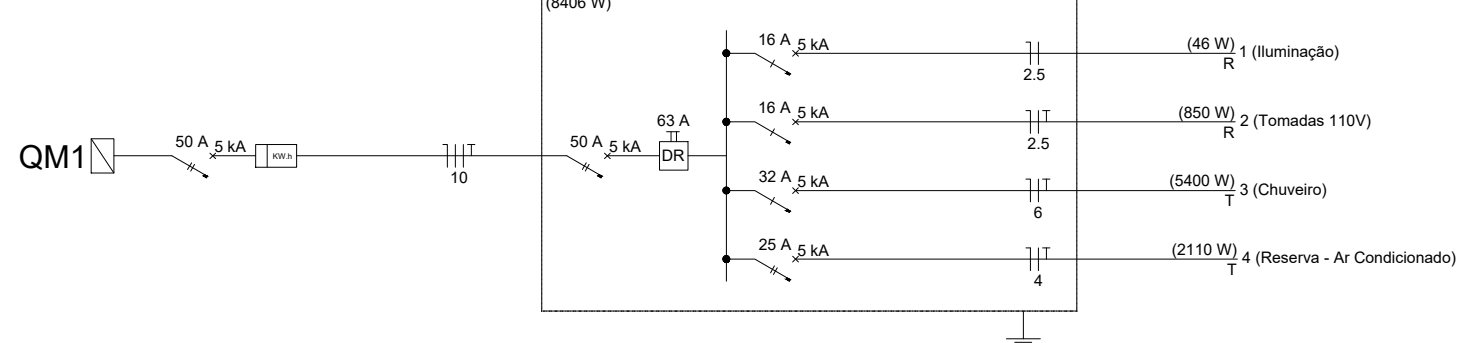 (8406 W)
QM1
50 A
5 kA
KW.h
10
50 A
5 kA
63 A
DR
16 A
5 kA
2.5
(46 W)
R
1 (Iluminação)
16 A
5 kA
2.5
(850 W)
R
2 (Tomadas 110V)
32 A
5 kA
6
(5400 W)
T
3 (Chuveiro)
25 A
5 kA
4
(2110 W)
T
4 (Reserva - Ar Condicionado)